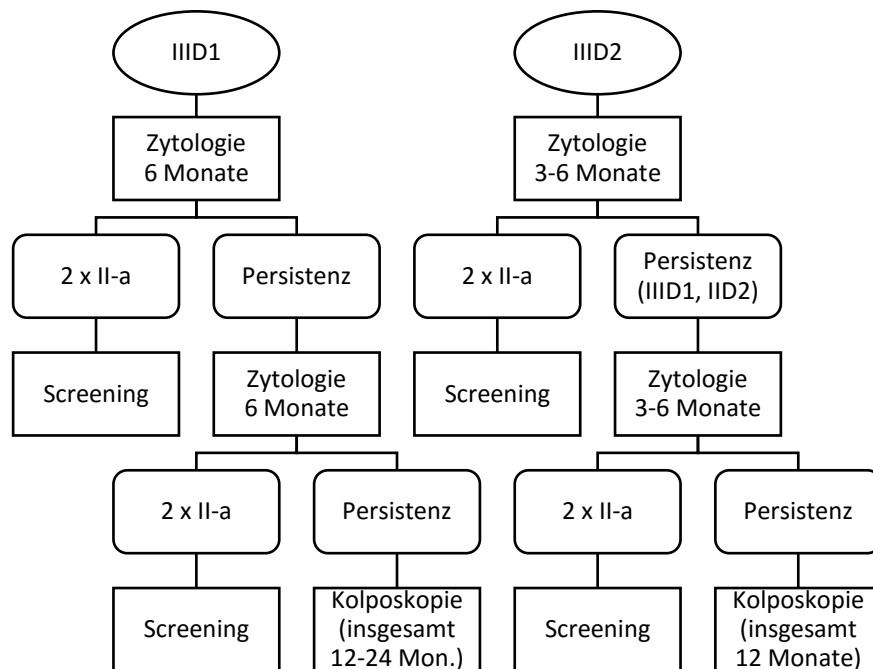 IIID1
IIID2
Zytologie
6 Monate
Zytologie
3-6 Monate
2 x II-a
Persistenz
2 x II-a
Persistenz
(IIID1, IID2)
Screening
Zytologie
6 Monate
Screening
Zytologie
3-6 Monate
2 x II-a
Persistenz
2 x II-a
Persistenz
Screening
Kolposkopie
(insgesamt
12-24 Mon.)
Screening
Kolposkopie
(insgesamt
12 Monate)